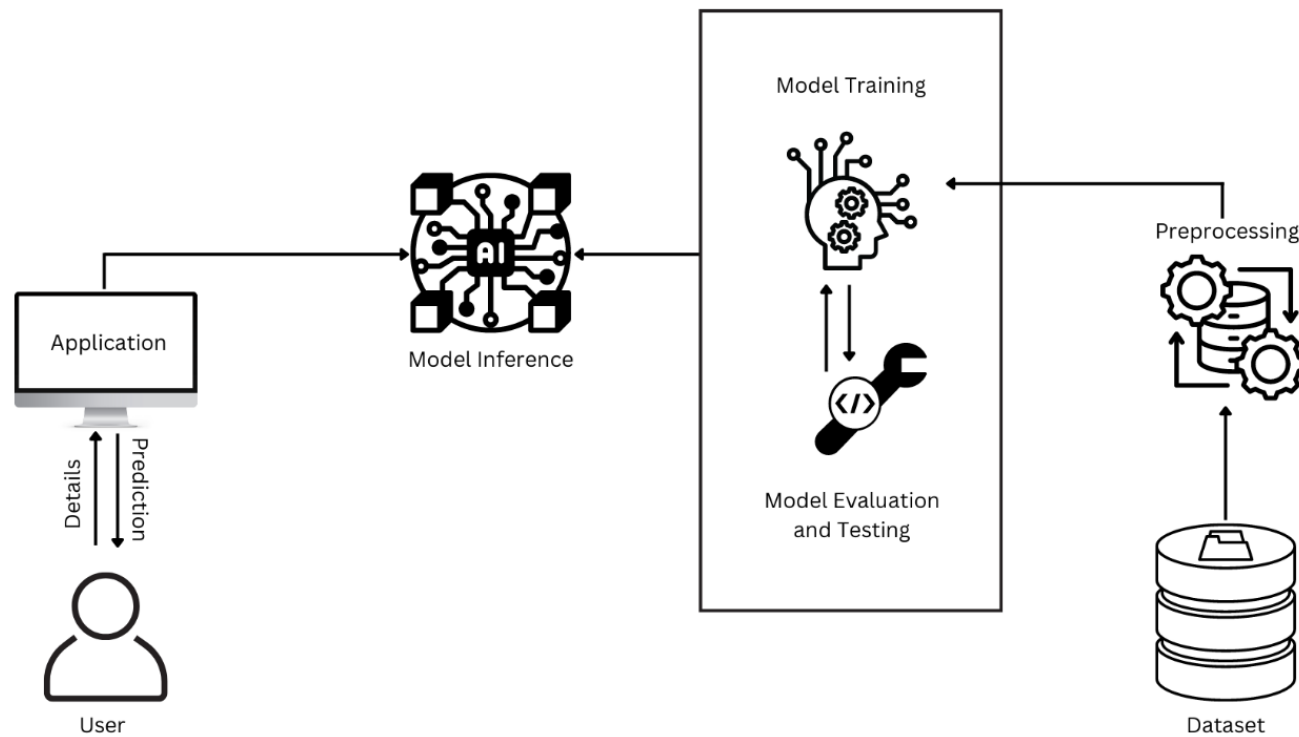 Model Training
Preprocessing
AI
Application
Model Inference
Details
Prediction
</>
Model Evaluation
and Testing
User
Dataset